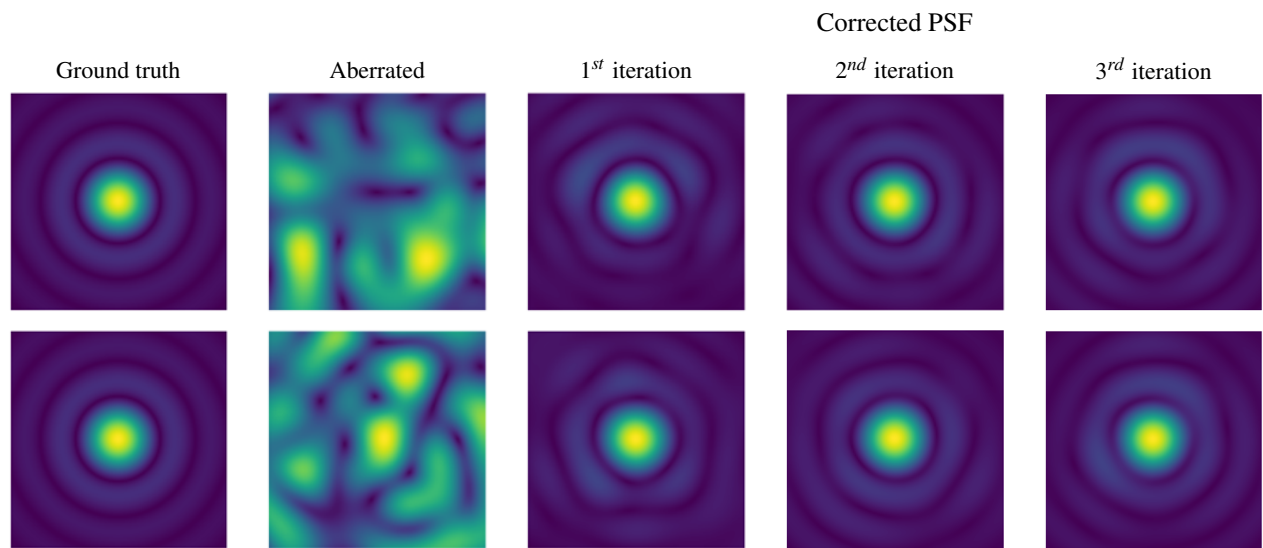 Corrected PSF
Ground truth
Aberrated
1st iteration
2nd iteration
3rd iteration